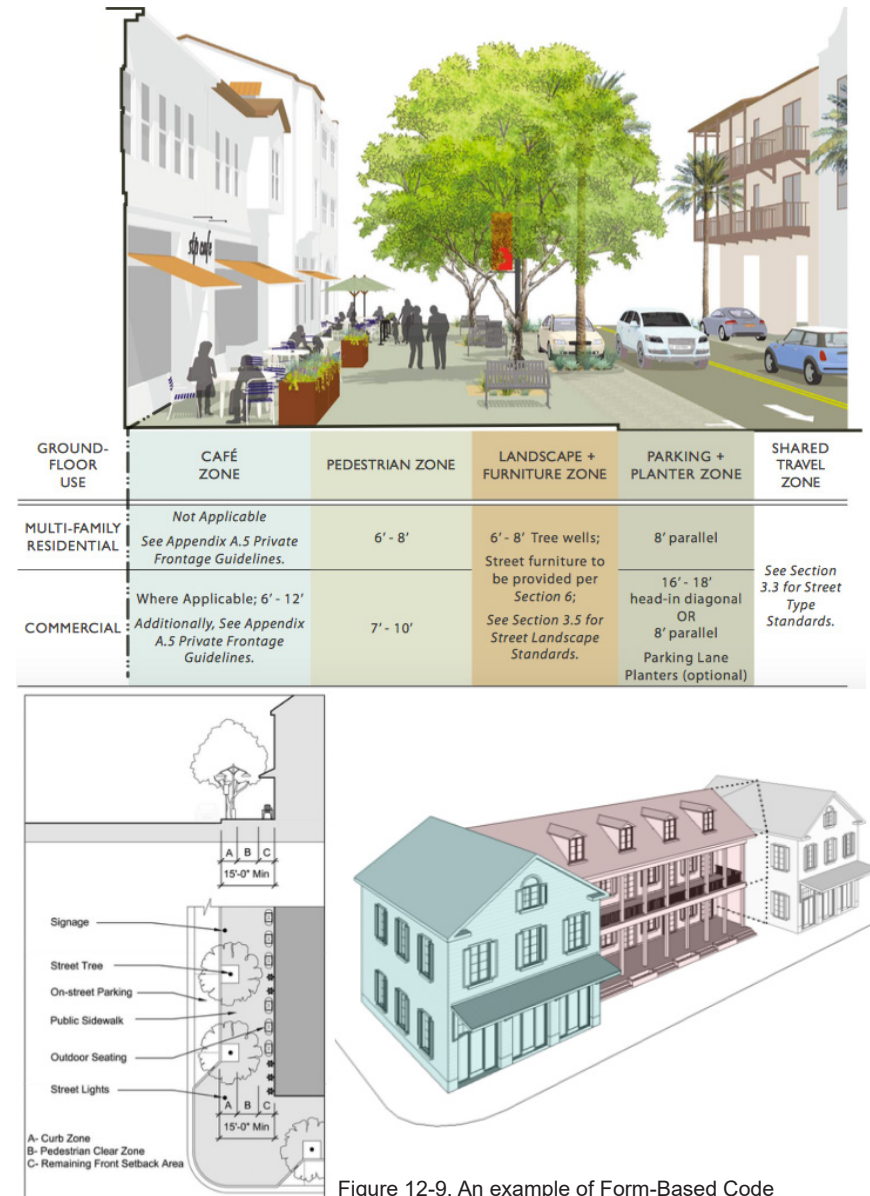 slip cafe
GROUND-
FLOOR
USE
CAFÉ
ZONE
PEDESTRIAN ZONE
LANDSCAPE +
FURNITURE ZONE
PARKING +
PLANTER ZONE
SHARED
TRAVEL
ZONE
MULTI-FAMILY
RESIDENTIAL
Not Applicable
See Appendix A.5 Private
Frontage Guidelines.
6' - 8'
6' - 8' Tree wells;
Street furniture to
be provided per
Section 6;
See Section 3.5 for
Street Landscape
Standards.
8' parallel
See Section
3.3 for Street
Type
Standards.
COMMERCIAL
Where Applicable; 6' - 12'
Additionally, See Appendix
A.5 Private Frontage
Guidelines.
7' - 10'
16' - 18'
head-in diagonal
OR
8' parallel
Parking Lane
Planters (optional)
A B C
15'-0" Min
Signage
Street Tree
On-street Parking
Public Sidewalk
Outdoor Seating
Street Lights
A B C
15'-0" Min
A- Curb Zone
B- Pedestrian Clear Zone
C- Remaining Front Setback Area
Figure 12-9. An example of Form-Based Code